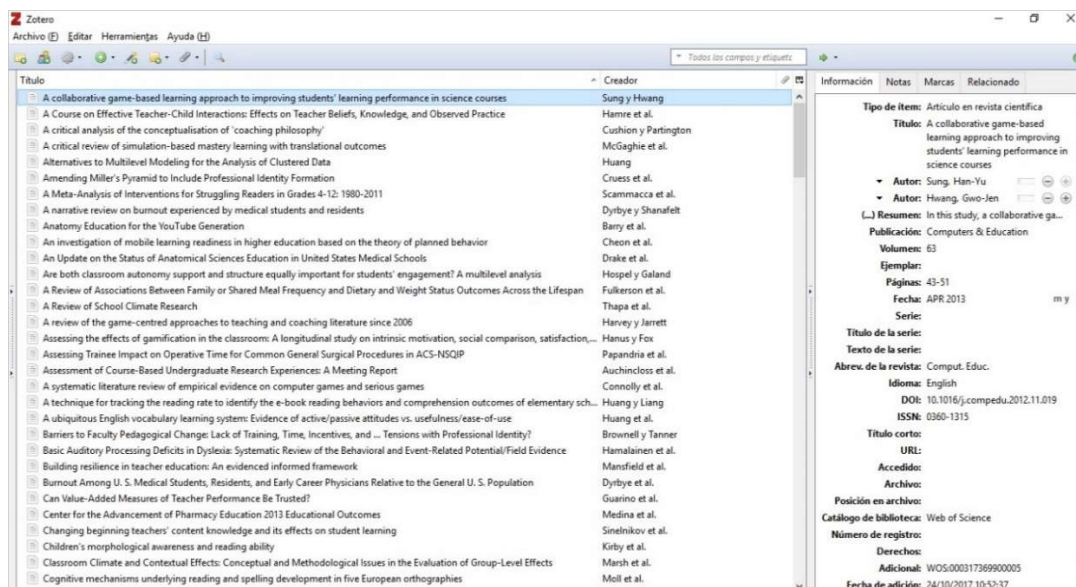 Zotero
Archivo (F) Editar Herramientas Ayuda (H)
Todos los campos y etiquetc
Título Creador
A collaborative game-based learning approach to improving students' learning performance in science courses Sung y Hwang
A Course on Effective Teacher-Child Interactions: Effects on Teacher Beliefs, Knowledge, and Observed Practice Hamre et al.
A critical analysis of the conceptualisation of 'coaching philosophy' Cushion y Partington
A critical review of simulation-based mastery learning with translational outcomes McGaghie et al.
Alternatives to Multilevel Modeling for the Analysis of Clustered Data Huang
Amending Miller's Pyramid to Include Professional Identity Formation Cruess et al.
A Meta-Analysis of Interventions for Struggling Readers in Grades 4-12: 1980-2011 Scammacca et al.
A narrative review on burnout experienced by medical students and residents Dyrbye y Shanafelt
Anatomy Education for the YouTube Generation Barry et al.
An investigation of mobile learning readiness in higher education based on the theory of planned behavior Cheon et al.
An Update on the Status of Anatomical Sciences Education in United States Medical Schools Drake et al.
Are both classroom autonomy support and structure equally important for students' engagement? A multilevel analysis Hospel y Galand
A Review of Associations Between Family or Shared Meal Frequency and Dietary and Weight Status Outcomes Across the Lifespan Fulkerson et al.
A Review of School Climate Research Thapa et al.
A review of the game-centred approaches to teaching and coaching literature since 2006 Harvey y Jarrett
Assessing the effects of gamification in the classroom: A longitudinal study on intrinsic motivation, social comparison, satisfaction,... Hanus y Fox
Assessing Trainee Impact on Operative Time for Common General Surgical Procedures in ACS-NSQIP Papandria et al.
Assessment of Course-Based Undergraduate Research Experiences: A Meeting Report Auchincloss et al.
A systematic literature review of empirical evidence on computer games and serious games Connolly et al.
A technique for tracking the reading rate to identify the e-book reading behaviors and comprehension outcomes of elementary sch... Huang y Liang
A ubiquitous English vocabulary learning system: Evidence of active/passive attitudes vs. usefulness/ease-of-use Huang et al.
Barriers to Faculty Pedagogical Change: Lack of Training, Time, Incentives, and ... Tensions with Professional Identity? Brownell y Tanner
Basic Auditory Processing Deficits in Dyslexia: Systematic Review of the Behavioral and Event-Related Potential/Field Evidence Hamalainen et al.
Building resilience in teacher education: An evidenced informed framework Mansfield et al.
Burnout Among U. S. Medical Students, Residents, and Early Career Physicians Relative to the General U. S. Population Dyrbye et al.
Can Value-Added Measures of Teacher Performance Be Trusted? Guarino et al.
Center for the Advancement of Pharmacy Education 2013 Educational Outcomes Medina et al.
Changing beginning teachers' content knowledge and its effects on student learning Sinelnikov et al.
Children's morphological awareness and reading ability Kirby et al.
Classroom Climate and Contextual Effects: Conceptual and Methodological Issues in the Evaluation of Group-Level Effects Marsh et al.
Cognitive mechanisms underlying reading and spelling development in five European orthographies Moll et al.
Información Notas Marcas Relacionado
Tipo de ítem: Artículo en revista científica
Título: A collaborative game-based
learning approach to improving
students' learning performance in
science courses
Autor: Sung, Han-Yu
Autor: Hwang, Gwo-Jen
(...) Resumen: In this study, a collaborative ga...
Publicación: Computers & Education
Volumen: 63
Ejemplar:
Páginas: 43-51
Fecha: APR 2013 m y
Serie:
Título de la serie:
Texto de la serie:
Abrev. de la revista: Comput. Educ.
Idioma: English
DOI: 10.1016/j.compedu.2012.11.019
ISSN: 0360-1315
Título corto:
URL:
Accedido:
Archivo:
Posición en archivo:
Catálogo de biblioteca: Web of Science
Número de registro:
Derechos:
Adicional: WOS:000317369900005
Fecha de adición: 24/10/2017 10:52:37